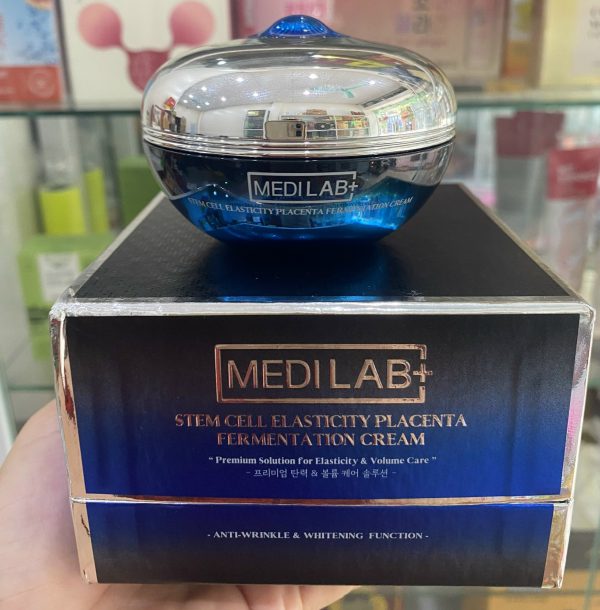 MEDILAB+
STEM CELL ELASTICITY PLACENTA FERMENTATION CREAM
MEDILAB+
STEM CELL ELASTICITY PLACENTA
FERMENTATION CREAM
“ Premium Solution for Elasticity & Volume Care ”
- 프리미엄 탄력 & 볼륨 케어 솔루션 -
- ANTI-WRINKLE & WHITENING FUNCTION -